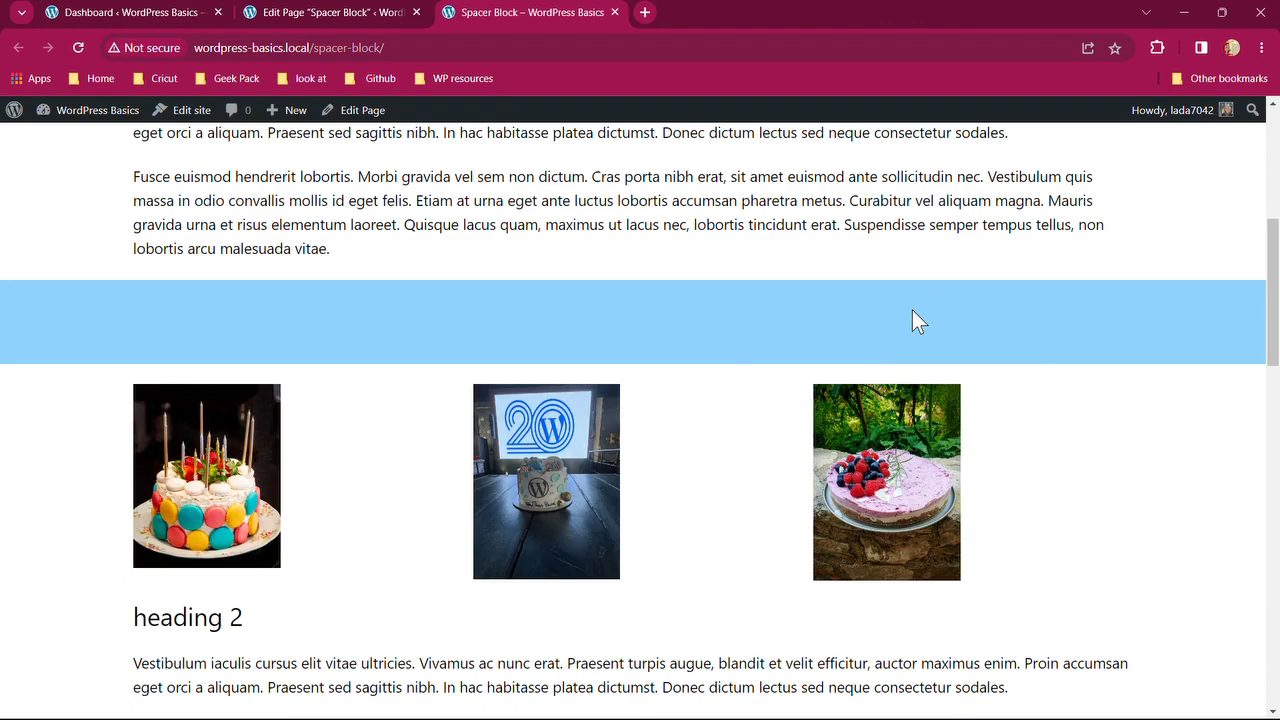 Dashboard ‹ WordPress Basics –
Edit Page “Spacer Block” ‹ Word
Spacer Block – WordPress Basics
Not secure
wordpress-basics.local/spacer-block/
Apps
Home
Cricut
Geek Pack
look at
Github
WP resources
Other bookmarks
WordPress Basics
Edit site
0
New
Edit Page
Howdy, lada7042
eget orci a aliquam. Praesent sed sagittis nibh. In hac habitasse platea dictumst. Donec dictum lectus sed neque consectetur sodales.
Fusce euismod hendrerit lobortis. Morbi gravida vel sem non dictum. Cras porta nibh erat, sit amet euismod ante sollicitudin nec. Vestibulum quis
massa in odio convallis mollis id eget felis. Etiam at urna eget ante luctus lobortis accumsan pharetra metus. Curabitur vel aliquam magna. Mauris
gravida urna et risus elementum laoreet. Quisque lacus quam, maximus ut lacus nec, lobortis tincidunt erat. Suspendisse semper tempus tellus, non
lobortis arcu malesuada vitae.
20
heading 2
Vestibulum iaculis cursus elit vitae ultricies. Vivamus ac nunc erat. Praesent turpis augue, blandit et velit efficitur, auctor maximus enim. Proin accumsan
eget orci a aliquam. Praesent sed sagittis nibh. In hac habitasse platea dictumst. Donec dictum lectus sed neque consectetur sodales.